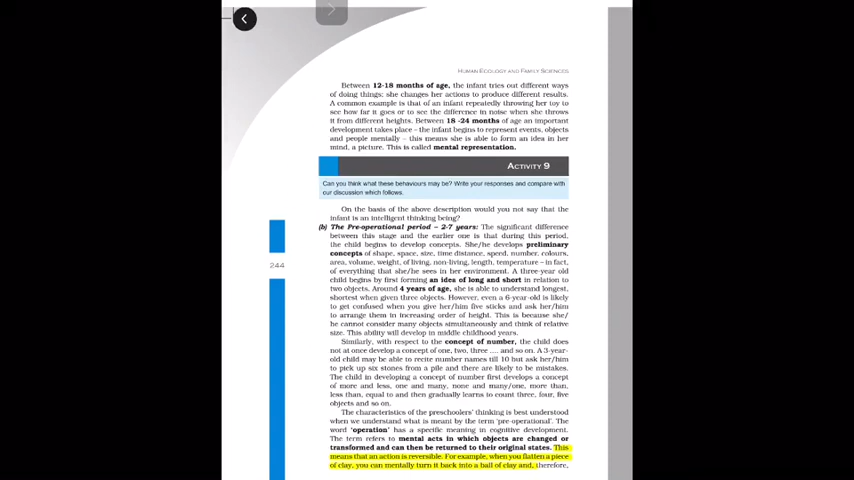 HUMAN ECOLOGY AND FAMILY SCIENCES
Between 12-18 months of age, the infant tries out different ways
of doing things; she changes her actions to produce different results.
A common example is that of an infant repeatedly throwing her toy to
see how far it goes or to see the difference in noise when she throws
it from different heights. Between 18 -24 months of age an important
development takes place – the infant begins to represent events, objects
and people mentally – this means she is able to form an idea in her
mind, a picture. This is called mental representation.
ACTIVITY 9
Can you think what these behaviours may be? Write your responses and compare with
our discussion which follows.
On the basis of the above description would you not say that the
infant is an intelligent thinking being?
(b) The Pre-operational period – 2-7 years: The significant difference
between this stage and the earlier one is that during this period,
the child begins to develop concepts. She/he develops preliminary
concepts of shape, space, size, time distance, speed, number, colours,
area, volume, weight, of living, non-living, length, temperature – in fact,
of everything that she/he sees in her environment. A three-year old
child begins by first forming an idea of long and short in relation to
two objects. Around 4 years of age, she is able to understand longest,
shortest when given three objects. However, even a 6-year-old is likely
to get confused when you give her/him five sticks and ask her/him
to arrange them in increasing order of height. This is because she/
he cannot consider many objects simultaneously and think of relative
size. This ability will develop in middle childhood years.
244
Similarly, with respect to the concept of number, the child does
not at once develop a concept of one, two, three .... and so on. A 3-year-
old child may be able to recite number names till 10 but ask her/him
to pick up six stones from a pile and there are likely to be mistakes.
The child in developing a concept of number first develops a concept
of more and less, one and many, none and many/one, more than,
less than, equal to and then gradually learns to count three, four, five
objects and so on.
The characteristics of the preschoolers' thinking is best understood
when we understand what is meant by the term 'pre-operational'. The
word 'operation' has a specific meaning in cognitive development.
The term refers to mental acts in which objects are changed or
transformed and can then be returned to their original states. This
means that an action is reversible. For example, when you flatten a piece
of clay, you can mentally turn it back into a ball of clay and, therefore,